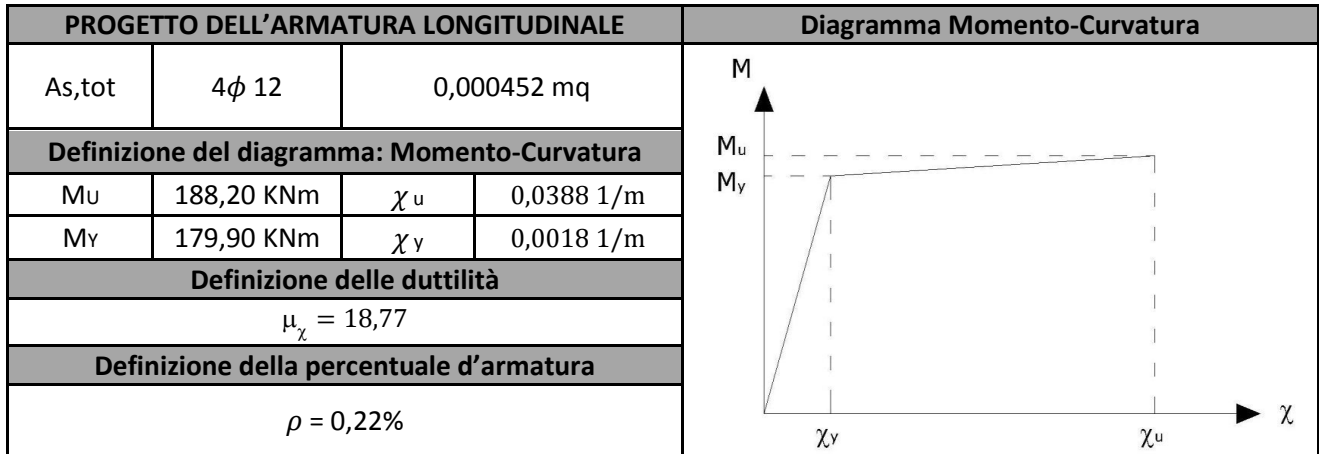 PROGETTO DELL’ARMATURA LONGITUDINALE
As,tot 4ϕ 12 0,000452 mq
Definizione del diagramma: Momento-Curvatura
MU 188,20 KNm χ u 0,0388 1/m
MY 179,90 KNm χ y 0,0018 1/m
Definizione delle duttilità
μχ = 18,77
Definizione della percentuale d’armatura
ρ = 0,22%
Diagramma Momento-Curvatura
M
Mu
My
χy χu χ